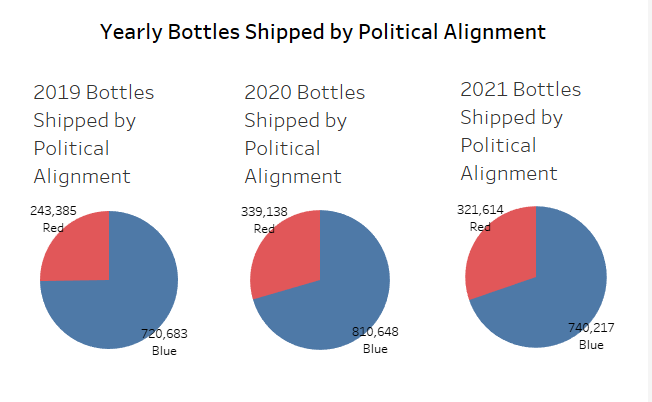 Yearly Bottles Shipped by Political Alignment
2019 Bottles
Shipped by
Political
Alignment
243,385
Red
720,683
Blue
2020 Bottles
Shipped by
Political
Alignment
339,138
Red
810,648
Blue
2021 Bottles
Shipped by
Political
Alignment
321,614
Red
740,217
Blue